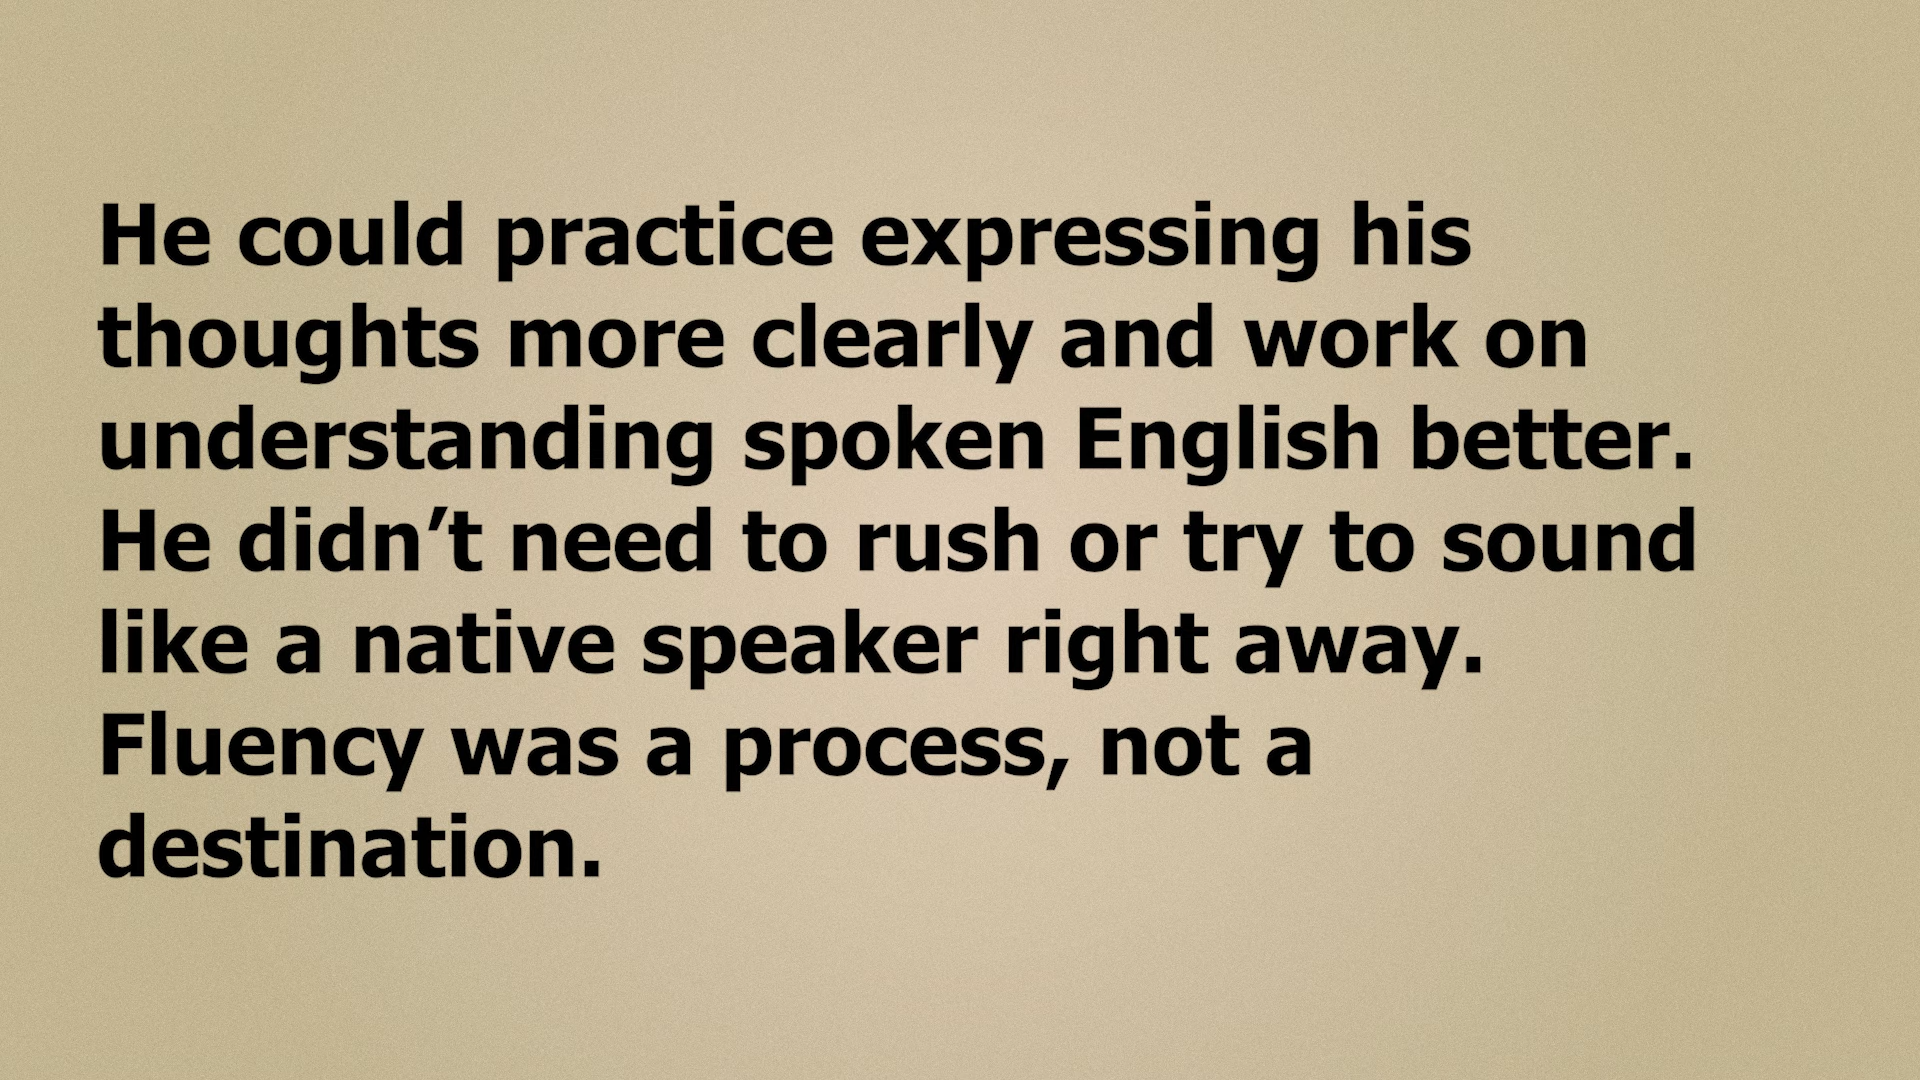 He could practice expressing his
thoughts more clearly and work on
understanding spoken English better.
He didn’t need to rush or try to sound
like a native speaker right away.
Fluency was a process, not a
destination.